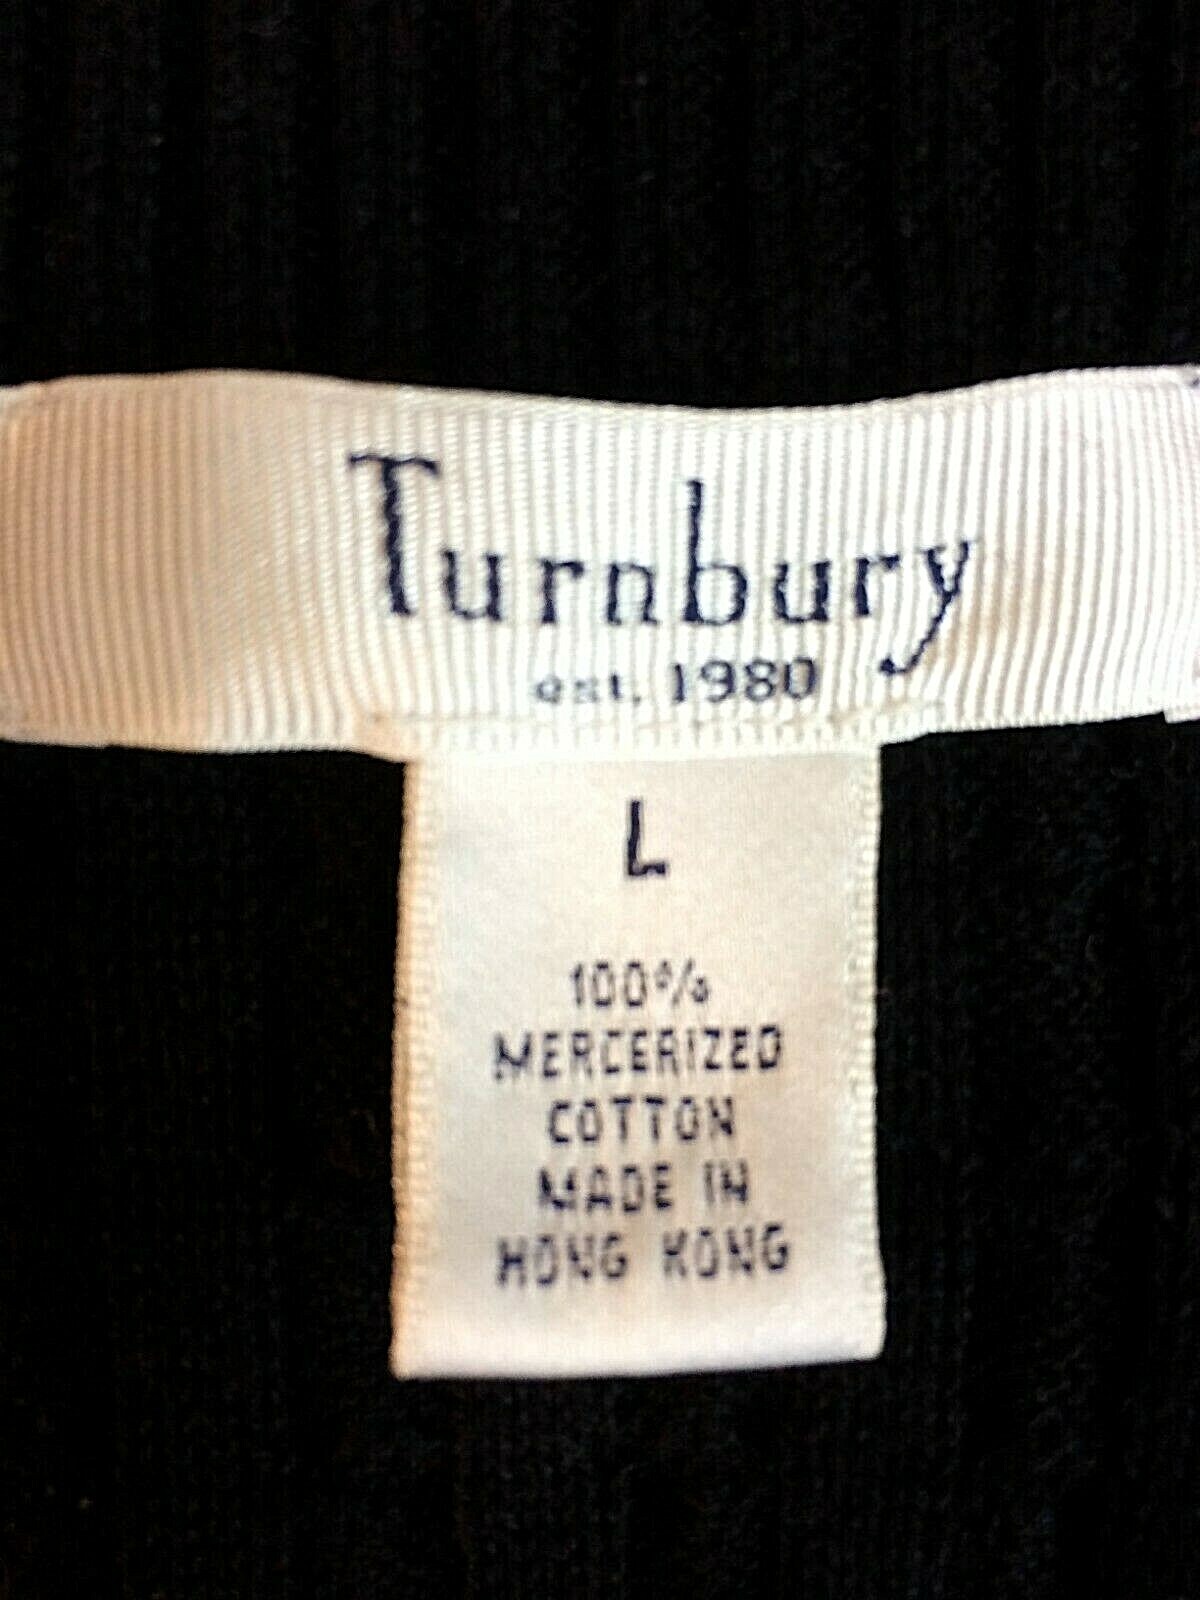 Turnbury
est. 1980
L
100%
MERCERIZED
COTTON
MADE IN
HONG KONG